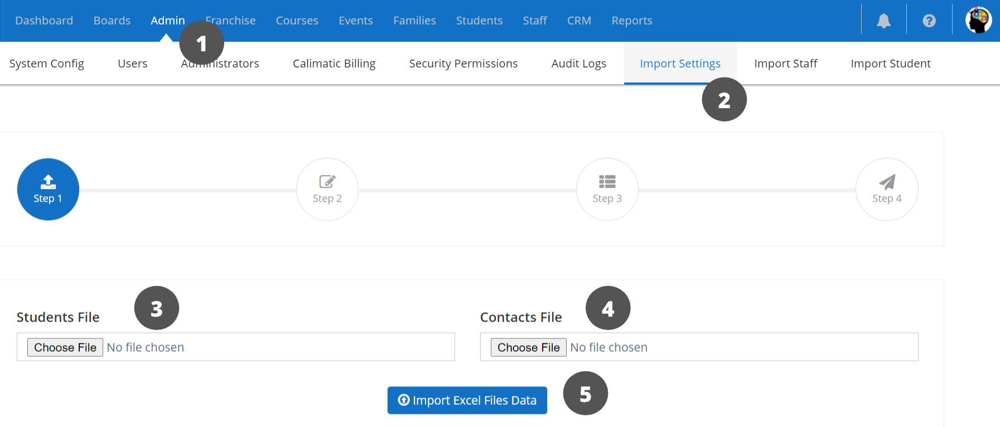 Dashboard Boards Admin Franchise Courses Events Families Students Staff CRM Reports
1
System Config Users Administrators Calimatic Billing Security Permissions Audit Logs Import Settings Import Staff Import Student
2
Step 1 Step 2 Step 3 Step 4
3 4
Students File Contacts File
Choose File No file chosen Choose File No file chosen
Import Excel Files Data 5